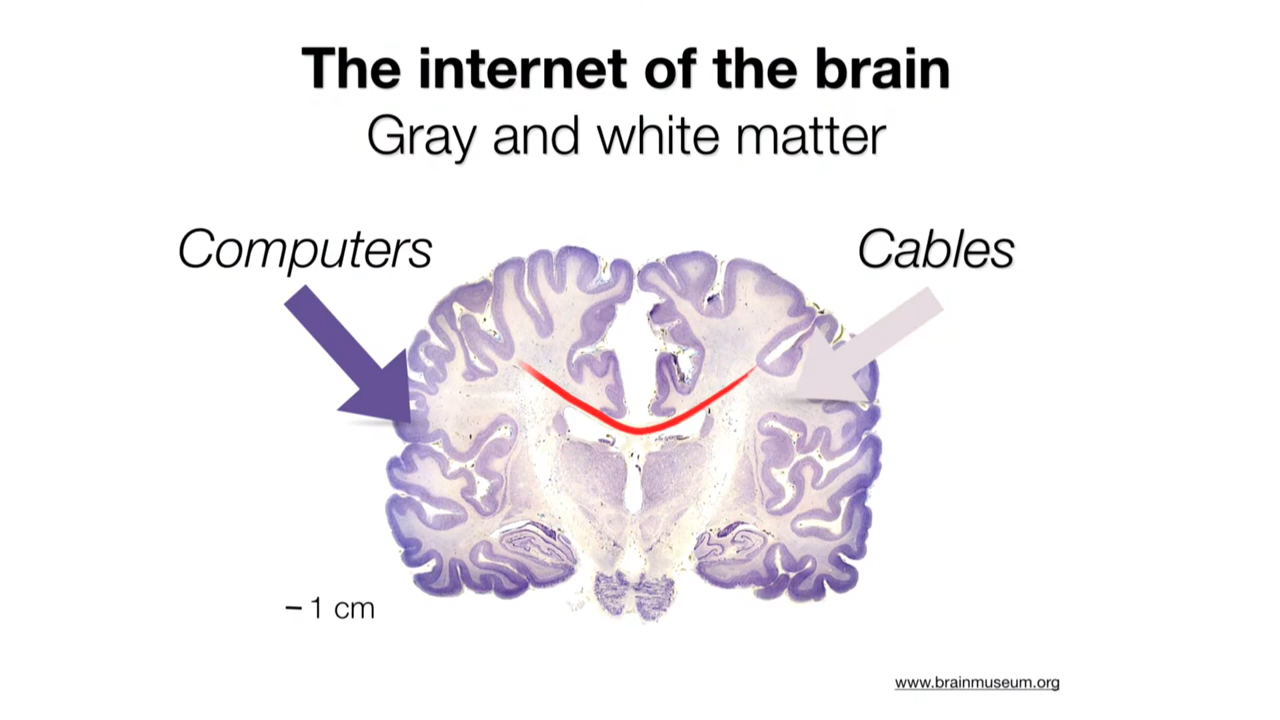 The internet of the brain
Gray and white matter
Computers
Cables
1 cm
www.brainmuseum.org